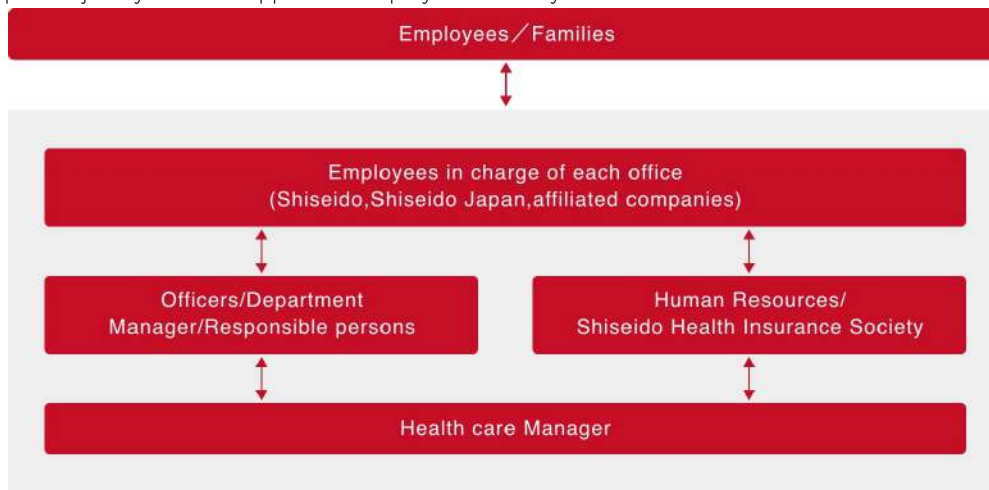 Employees／Families
Employees in charge of each office
(Shiseido,Shiseido Japan,affiliated companies)
Officers/Department
Manager/Responsible persons
Human Resources/
Shiseido Health Insurance Society
Health care Manager